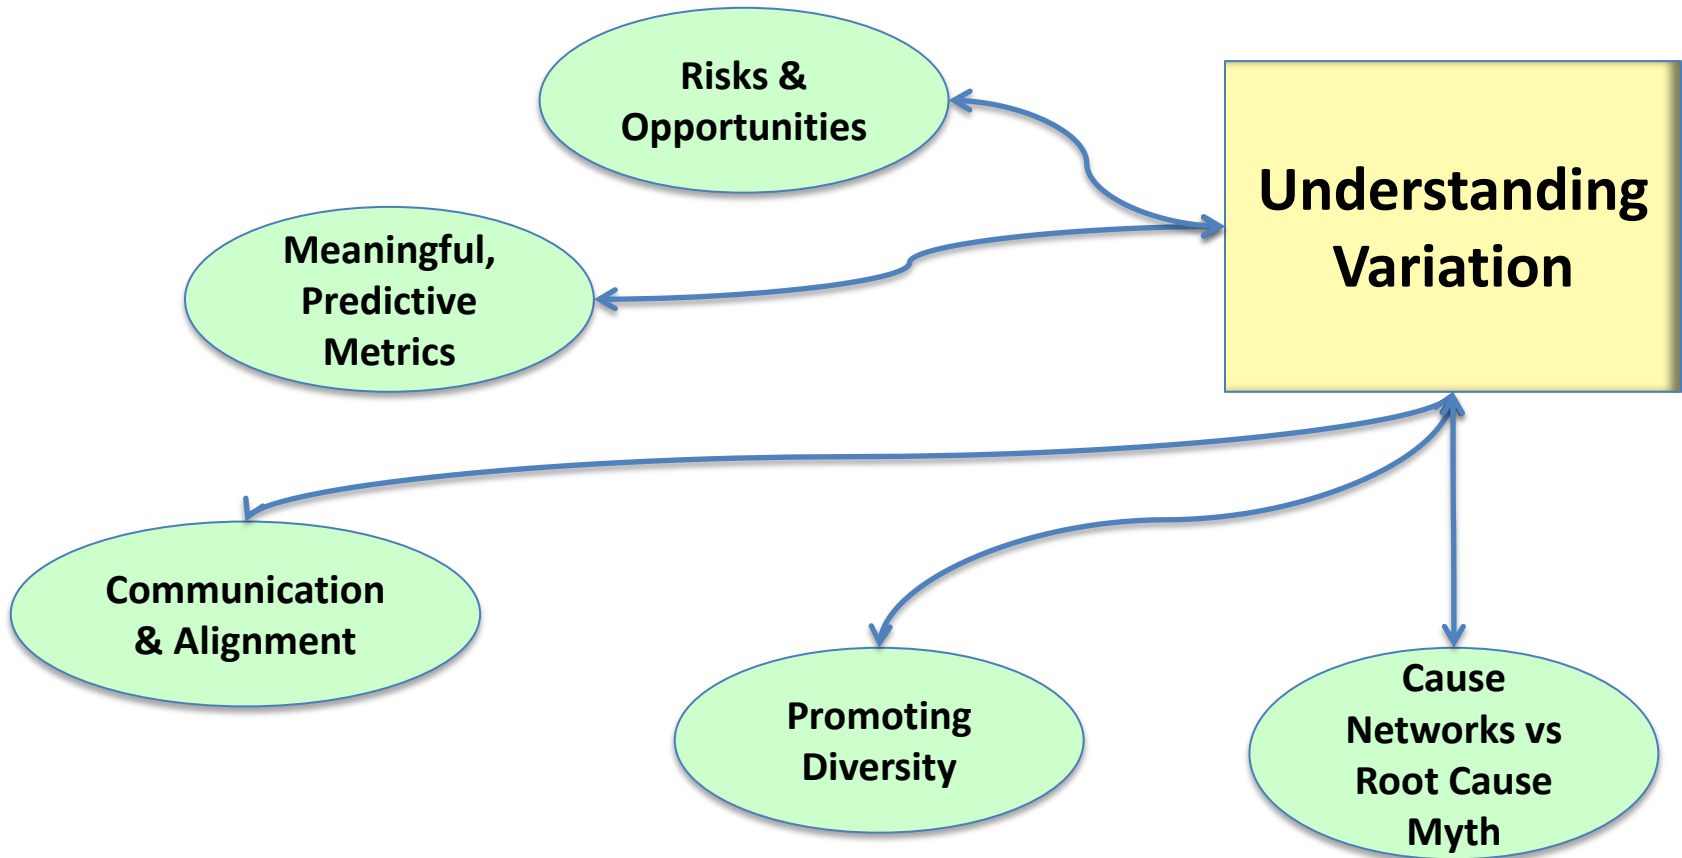 Risks &
Opportunities
Understanding
Variation
Meaningful,
Predictive
Metrics
Communication
& Alignment
Promoting
Diversity
Cause
Networks vs
Root Cause
Myth